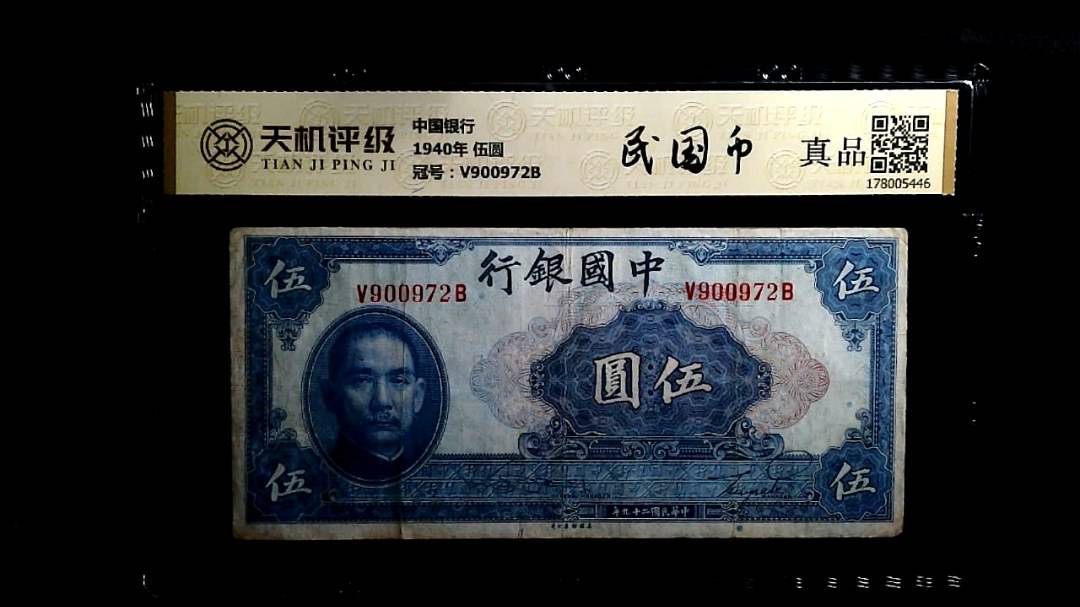 天机评级
TIAN JI PING JI
中国银行
1940年 伍圆
冠号：V900972B
民国币
真品
178005446
行銀國中
伍
伍
V900972B
V900972B
圓伍
伍
伍
年九十二國民華中